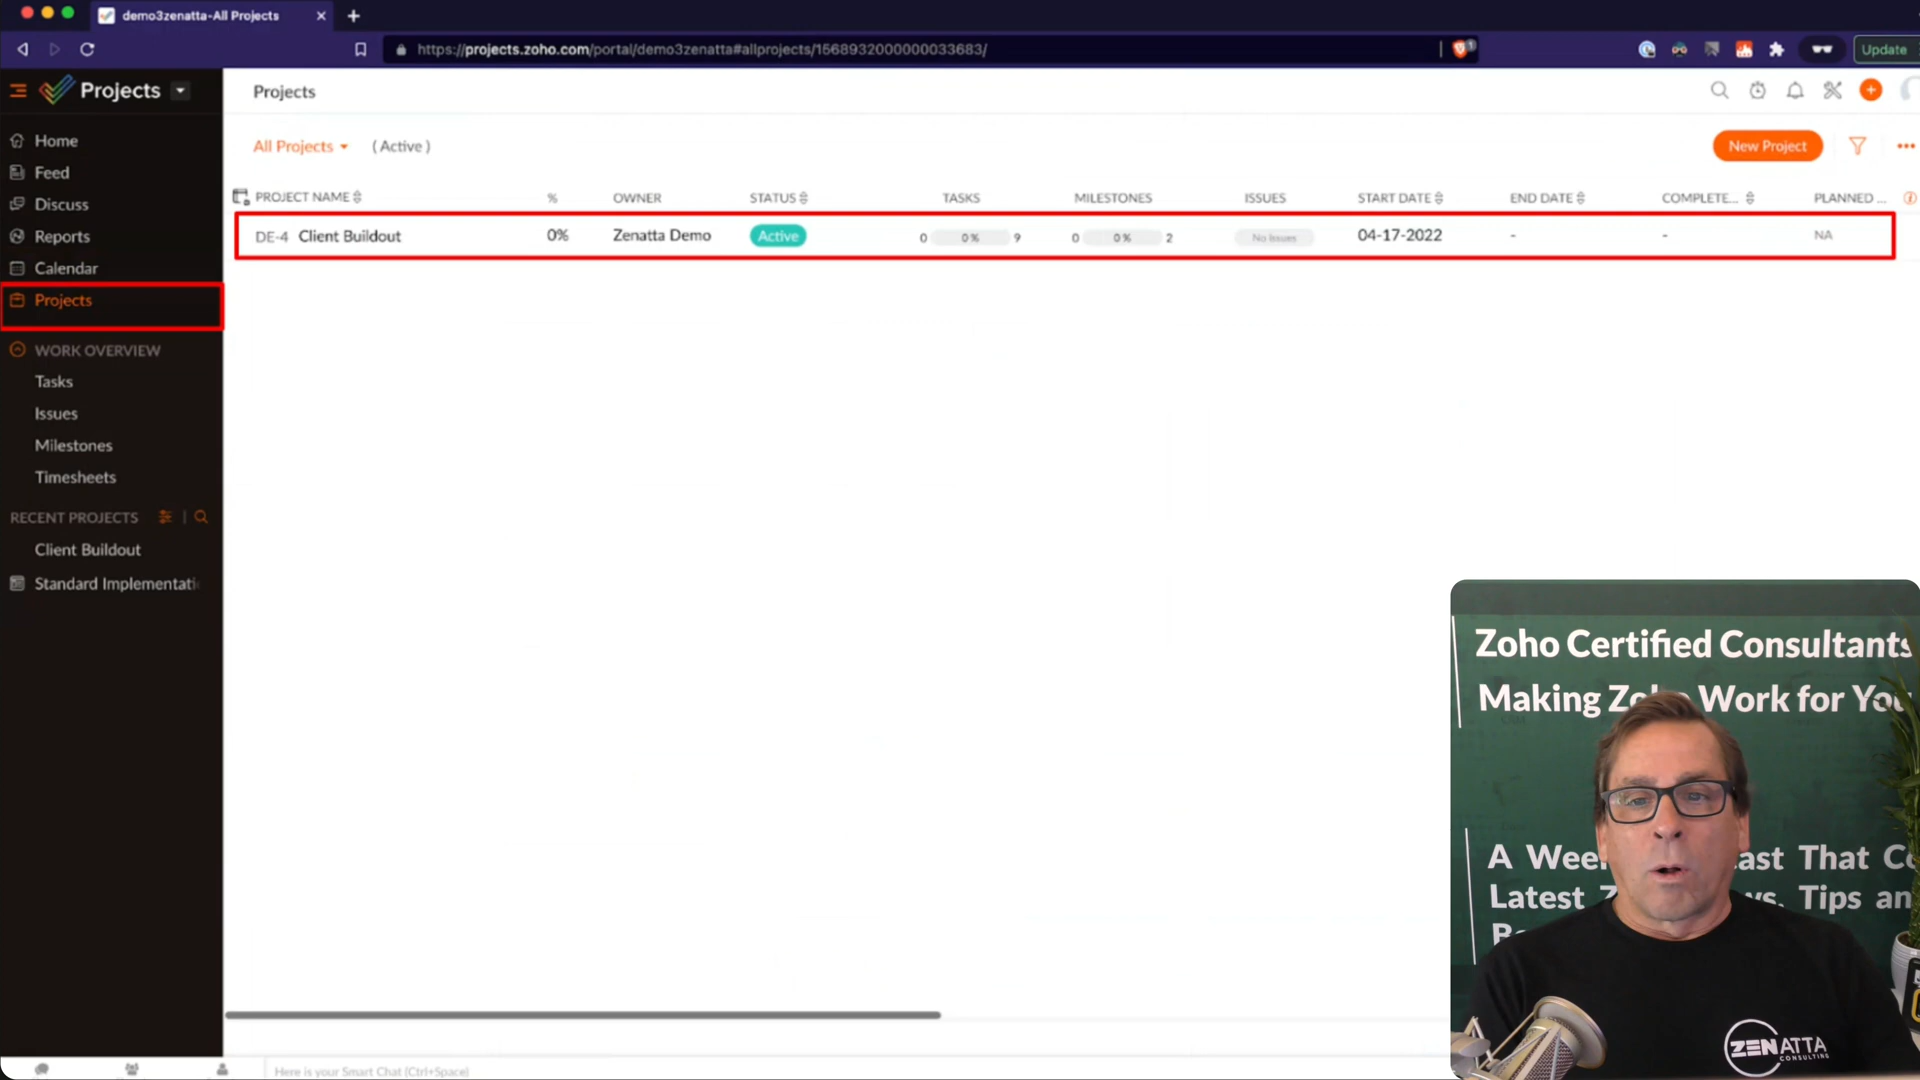 demo3zenatta-All Projects
https://projects.zoho.com/portal/demo3zenatta#allprojects/1568932000000033683/
Update
Projects
Projects
Home
Feed
Discuss
Reports
Calendar
Projects
WORK OVERVIEW
Tasks
Issues
Milestones
Timesheets
RECENT PROJECTS
Client Buildout
Standard Implementati
All Projects (Active)
New Project
PROJECT NAME % OWNER STATUS TASKS MILESTONES ISSUES START DATE END DATE COMPLETE... PLANNED ...
DE-4 Client Buildout 0% Zenatta Demo Active 0 0% 9 0 0% 2 No Issues 04-17-2022 - - NA
Here is your Smart Chat (Ctrl+Space)
Zoho Certified Consultants
Making Zoho Work for You
A Wee ast That Co
Latest Z ws, Tips an
ZENATTA
CONSULTING